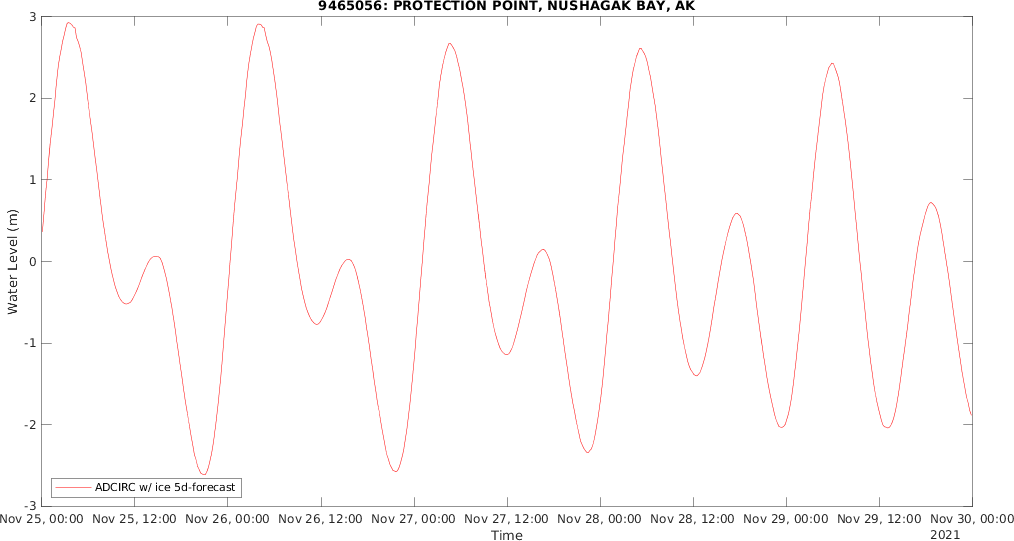 9465056: PROTECTION POINT, NUSHAGAK BAY, AK
3
2
1
0
-1
-2
-3
Water Level (m)
ADCIRC w/ ice 5d-forecast
Nov 25, 00:00 Nov 25, 12:00 Nov 26, 00:00 Nov 26, 12:00 Nov 27, 00:00 Nov 27, 12:00 Nov 28, 00:00 Nov 28, 12:00 Nov 29, 00:00 Nov 29, 12:00 Nov 30, 00:00
Time
2021